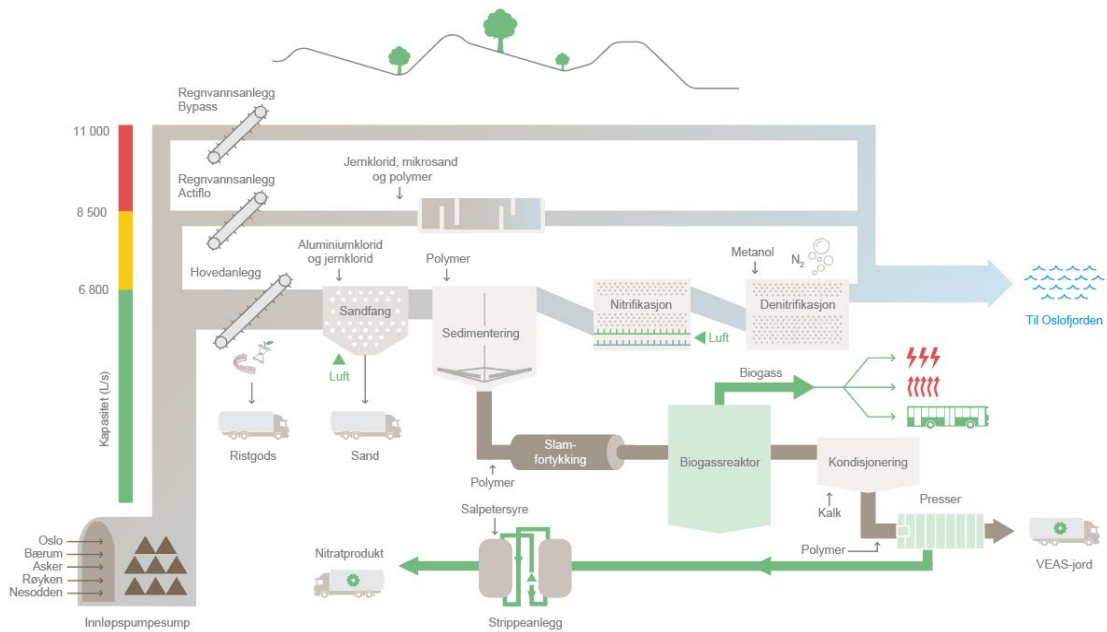 Regnvannsanlegg
Bypass
11 000
Jernklorid, mikrosand
og polymer
Regnvannsanlegg
Actiflo
8 500
Hovedanlegg
Aluminiumklorid
og jernklorid
Polymer
Metanol
N2
6 800
Sandfang
Sedimentering
Nitrifikasjon
Denitrifikasjon
Til Oslofjorden
Luft
Luft
Kapasitet (L/s)
Biogass
Ristgods
Sand
Slam-
fortykking
Biogassreaktor
Kondisjonering
Polymer
Kalk
Presser
Salpetersyre
Polymer
VEAS-jord
Nitratprodukt
Strippeanlegg
Oslo
Bærum
Asker
Røyken
Nesodden
Innløpspumpesump